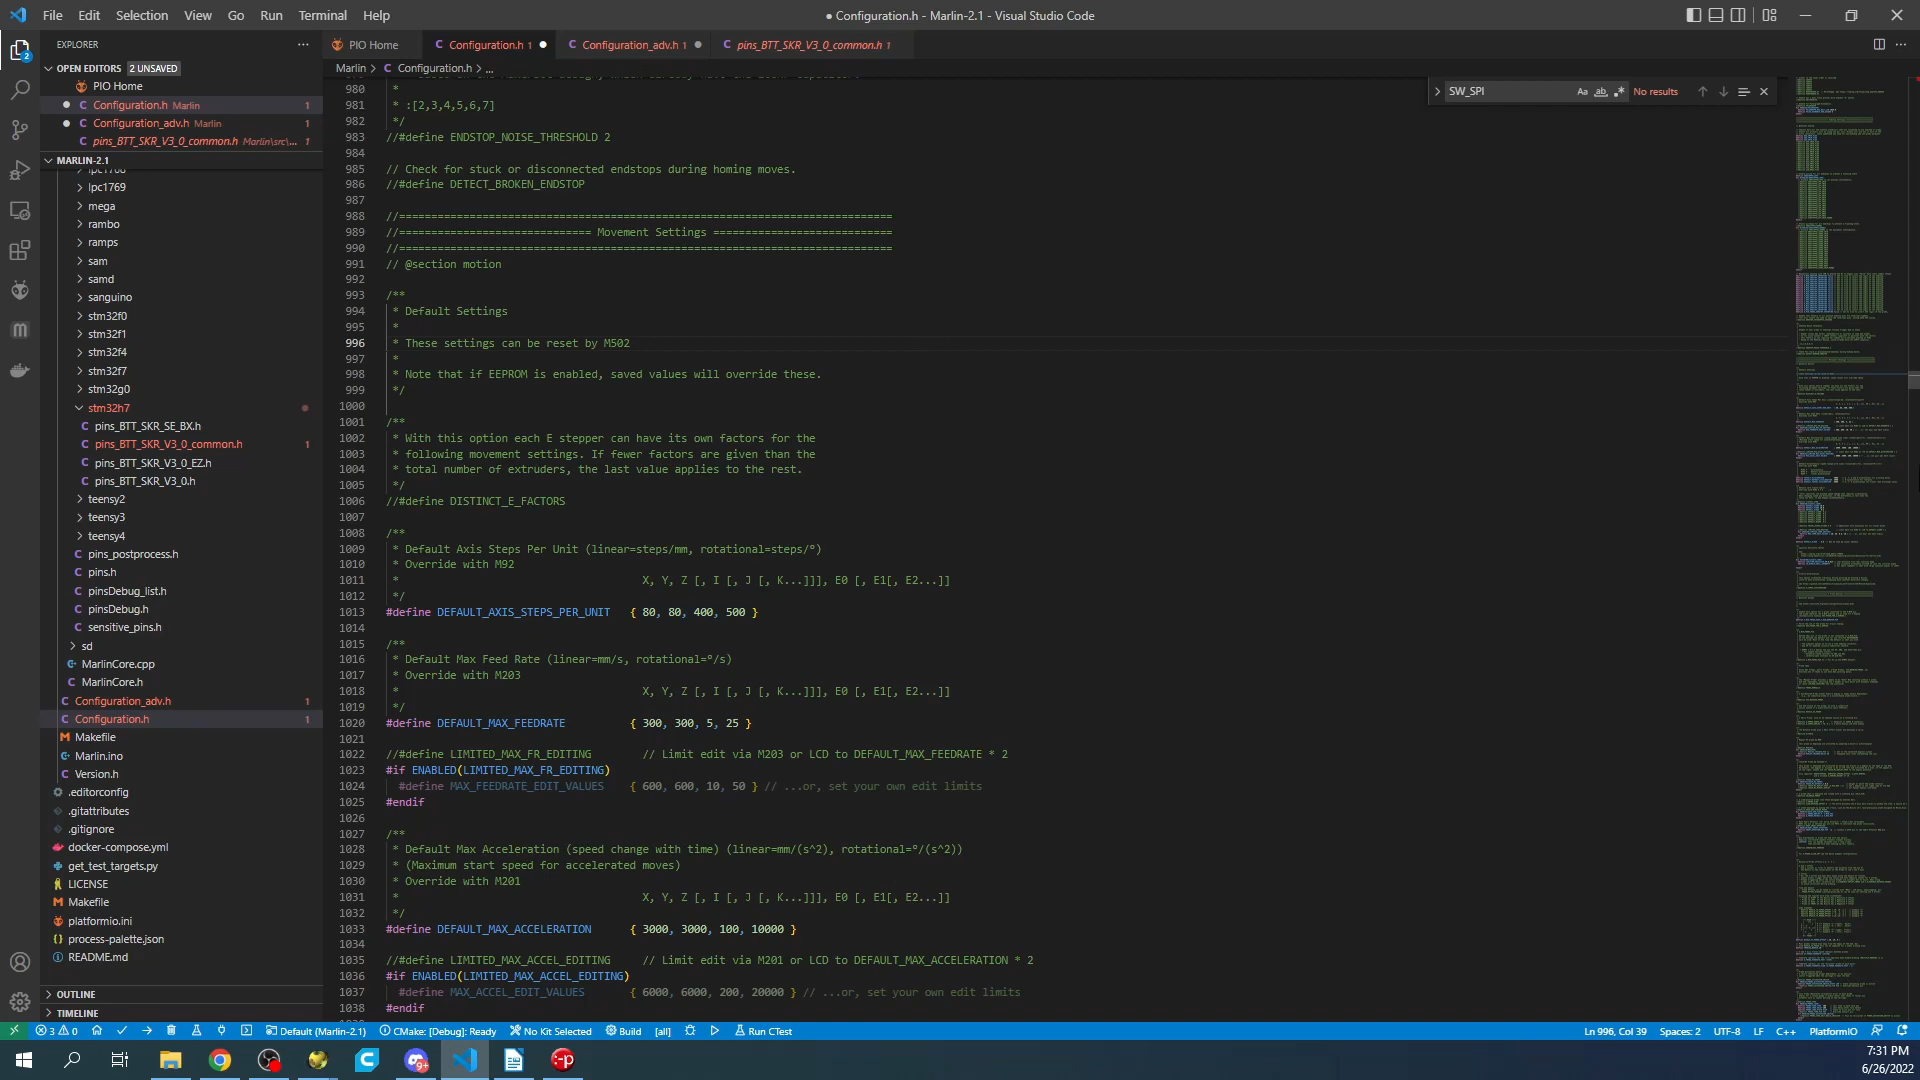 File Edit Selection View Go Run Terminal Help
● Configuration.h - Marlin-2.1 - Visual Studio Code
EXPLORER
OPEN EDITORS 2 UNSAVED
PIO Home
Configuration.h Marlin 1
Configuration_adv.h Marlin 1
pins_BTT_SKR_V3_0_common.h Marlin\src\... 1
MARLIN-2.1
lpc1768
lpc1769
mega
rambo
ramps
sam
samd
sanguino
stm32f0
stm32f1
stm32f4
stm32f7
stm32g0
stm32h7
pins_BTT_SKR_SE_BX.h
pins_BTT_SKR_V3_0_common.h 1
pins_BTT_SKR_V3_0_EZ.h
pins_BTT_SKR_V3_0.h
teensy2
teensy3
teensy4
pins_postprocess.h
pins.h
pinsDebug_list.h
pinsDebug.h
sensitive_pins.h
sd
MarlinCore.cpp
MarlinCore.h
Configuration_adv.h 1
Configuration.h 1
Makefile
Marlin.ino
Version.h
.editorconfig
.gitattributes
.gitignore
docker-compose.yml
get_test_targets.py
LICENSE
Makefile
platformio.ini
process-palette.json
README.md
OUTLINE
TIMELINE
PIO Home
Configuration.h 1
Configuration_adv.h 1
pins_BTT_SKR_V3_0_common.h 1
Marlin > C Configuration.h > ...
SW_SPI
Aa ab No results
980 *
981 * :[2,3,4,5,6,7]
982 */
983 //#define ENDSTOP_NOISE_THRESHOLD 2
984
985 // Check for stuck or disconnected endstops during homing moves.
986 //#define DETECT_BROKEN_ENDSTOP
987
988 //=============================================================================
989 //============================== Movement Settings ============================
990 //=============================================================================
991 // @section motion
992
993 /**
994 * Default Settings
995 *
996 * These settings can be reset by M502
997 *
998 * Note that if EEPROM is enabled, saved values will override these.
999 */
1000
1001 /**
1002 * With this option each E stepper can have its own factors for the
1003 * following movement settings. If fewer factors are given than the
1004 * total number of extruders, the last value applies to the rest.
1005 */
1006 //#define DISTINCT_E_FACTORS
1007
1008 /**
1009 * Default Axis Steps Per Unit (linear=steps/mm, rotational=steps/°)
1010 * Override with M92
1011 * X, Y, Z [, I [, J [, K...]]], E0 [, E1[, E2...]]
1012 */
1013 #define DEFAULT_AXIS_STEPS_PER_UNIT { 80, 80, 400, 500 }
1014
1015 /**
1016 * Default Max Feed Rate (linear=mm/s, rotational=°/s)
1017 * Override with M203
1018 * X, Y, Z [, I [, J [, K...]]], E0 [, E1[, E2...]]
1019 */
1020 #define DEFAULT_MAX_FEEDRATE { 300, 300, 5, 25 }
1021
1022 //#define LIMITED_MAX_FR_EDITING // Limit edit via M203 or LCD to DEFAULT_MAX_FEEDRATE * 2
1023 #if ENABLED(LIMITED_MAX_FR_EDITING)
1024 #define MAX_FEEDRATE_EDIT_VALUES { 600, 600, 10, 50 } // ...or, set your own edit limits
1025 #endif
1026
1027 /**
1028 * Default Max Acceleration (speed change with time) (linear=mm/(s^2), rotational=°/(s^2))
1029 * (Maximum start speed for accelerated moves)
1030 * Override with M201
1031 * X, Y, Z [, I [, J [, K...]]], E0 [, E1[, E2...]]
1032 */
1033 #define DEFAULT_MAX_ACCELERATION { 3000, 3000, 100, 10000 }
1034
1035 //#define LIMITED_MAX_ACCEL_EDITING // Limit edit via M201 or LCD to DEFAULT_MAX_ACCELERATION * 2
1036 #if ENABLED(LIMITED_MAX_ACCEL_EDITING)
1037 #define MAX_ACCEL_EDIT_VALUES { 6000, 6000, 200, 20000 } // ...or, set your own edit limits
1038 #endif
3 0 Default (Marlin-2.1) CMake: [Debug]: Ready No Kit Selected Build [all] Run CTest
Ln 996, Col 39 Spaces: 2 UTF-8 LF C++ PlatformIO
7:31 PM
6/26/2022